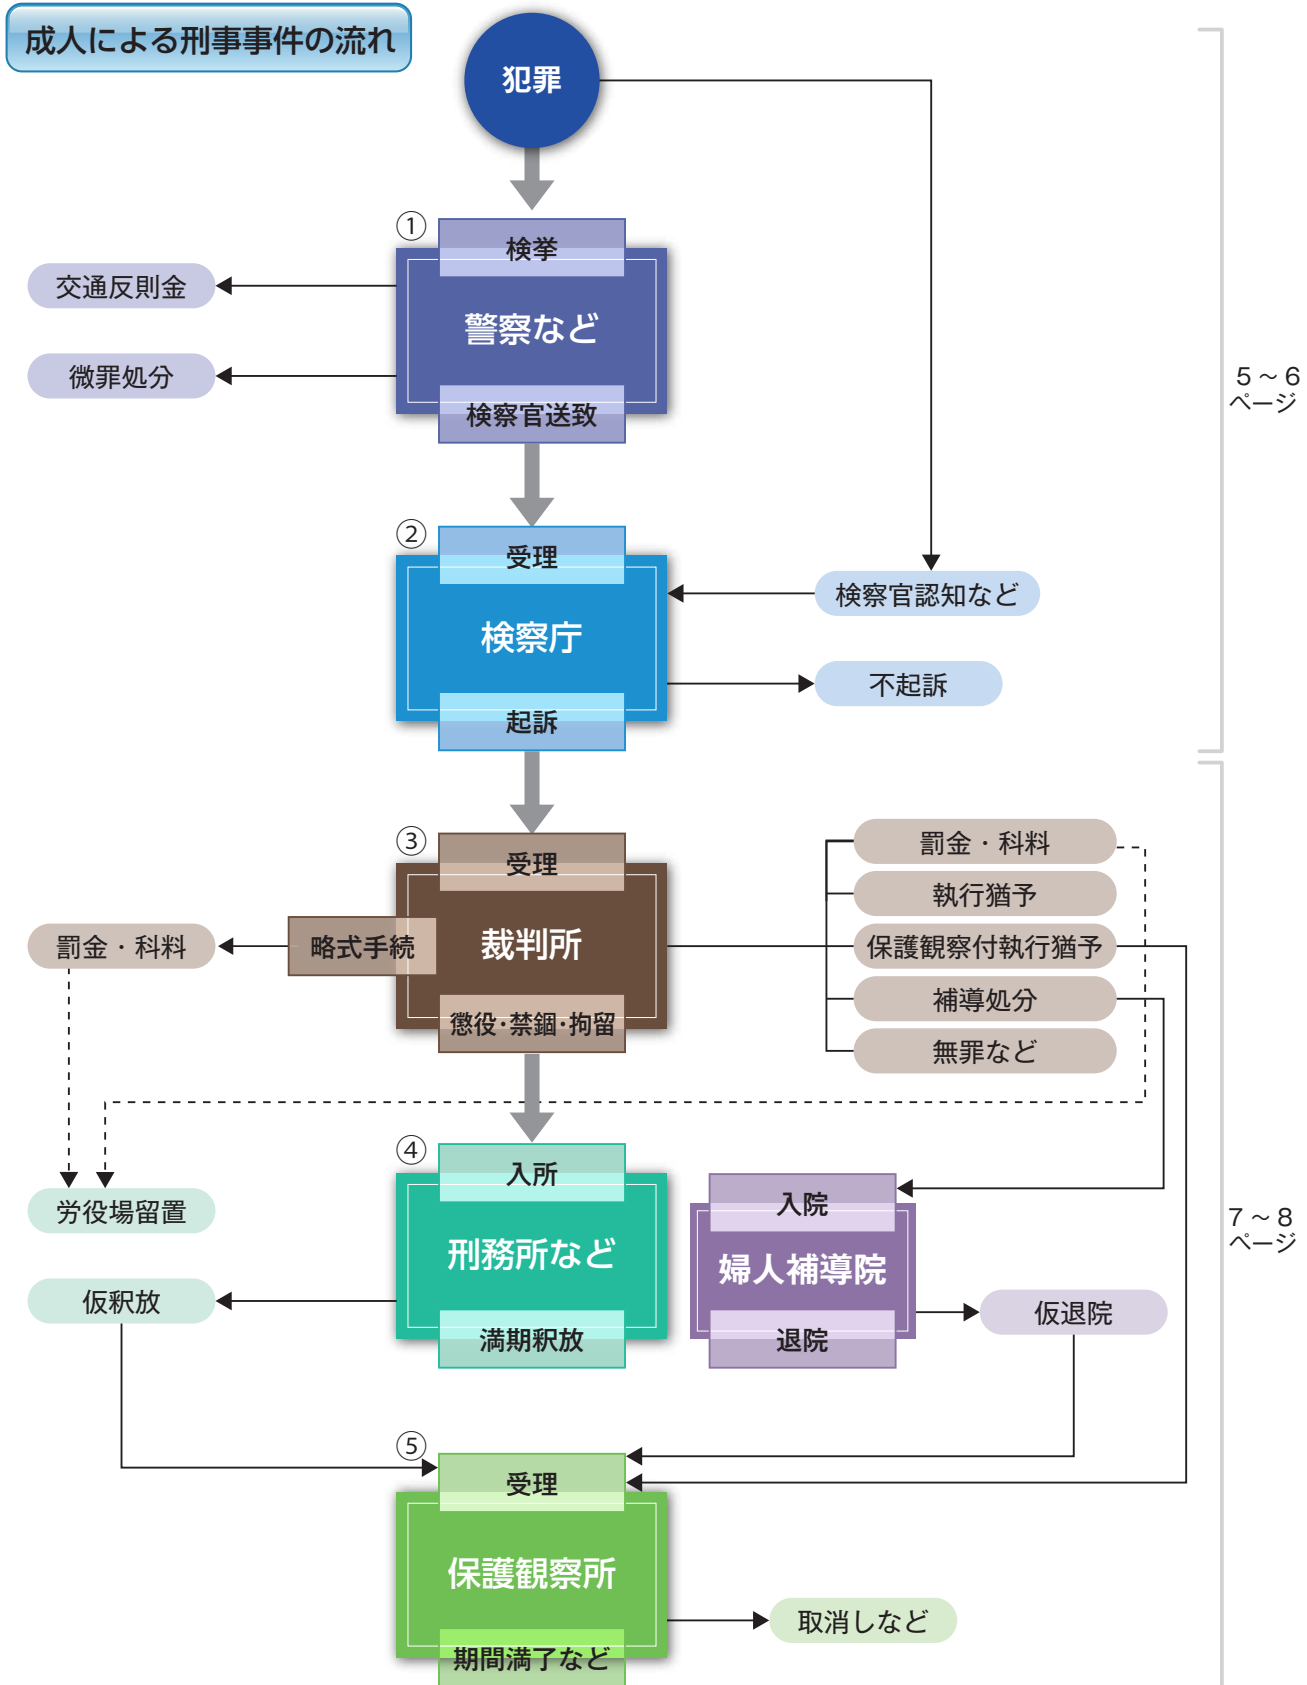 成人による刑事事件の流れ
犯罪
①
検挙
警察など
検察官送致
交通反則金
微罪処分
5～6
ページ
②
受理
検察庁
起訴
検察官認知など
不起訴
③
受理
裁判所
略式手続
懲役・禁錮・拘留
罰金・科料
罰金・科料
執行猶予
保護観察付執行猶予
補導処分
無罪など
④
入所
刑務所など
満期釈放
労役場留置
仮釈放
入院
婦人補導院
退院
仮退院
7～8
ページ
⑤
受理
保護観察所
期間満了など
取消しなど